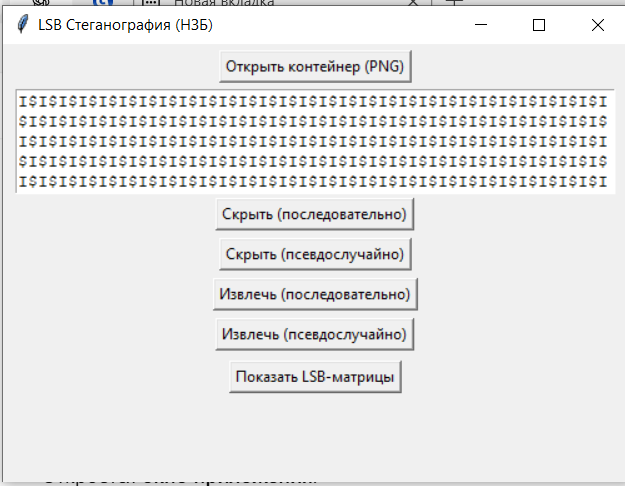 Новая вкладка
LSB Стеганография (НЗБ)
Открыть контейнер (PNG)
I$I$I$I$I$I$I$I$I$I$I$I$I$I$I$I$I$I$I$I$I$I$I$I$I$I$I$I$I$I
$I$I$I$I$I$I$I$I$I$I$I$I$I$I$I$I$I$I$I$I$I$I$I$I$I$I$I$I$I$
I$I$I$I$I$I$I$I$I$I$I$I$I$I$I$I$I$I$I$I$I$I$I$I$I$I$I$I$I$I
$I$I$I$I$I$I$I$I$I$I$I$I$I$I$I$I$I$I$I$I$I$I$I$I$I$I$I$I$I$
I$I$I$I$I$I$I$I$I$I$I$I$I$I$I$I$I$I$I$I$I$I$I$I$I$I$I$I$I$I
Скрыть (последовательно)
Скрыть (псевдослучайно)
Извлечь (последовательно)
Извлечь (псевдослучайно)
Показать LSB-матрицы